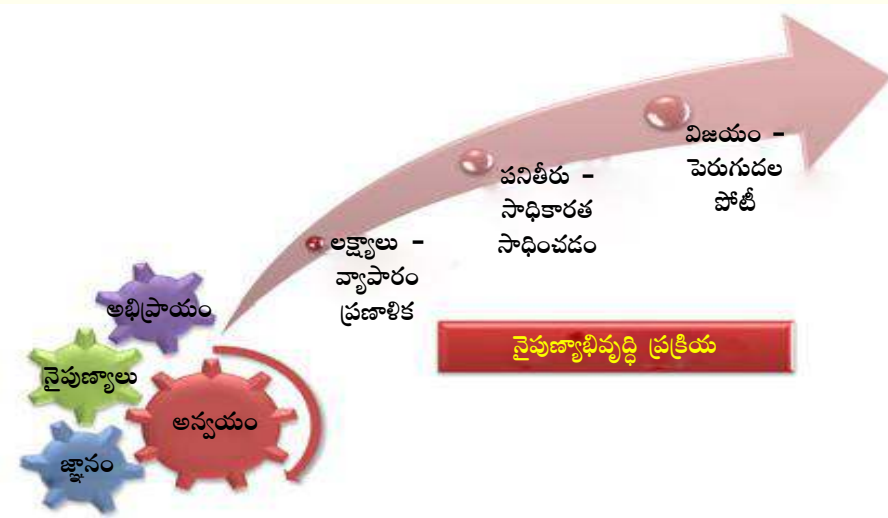 విజయం -
పెరుగుదల
పోటీ
పనితీరు -
సాధికారత
సాధించడం
లక్ష్యాలు -
వ్యాపారం
ప్రణాళిక
అభిప్రాయం
నైపుణ్యాలు
అన్వయం
జ్ఞానం
నైపుణ్యాభివృద్ధి ప్రక్రియ